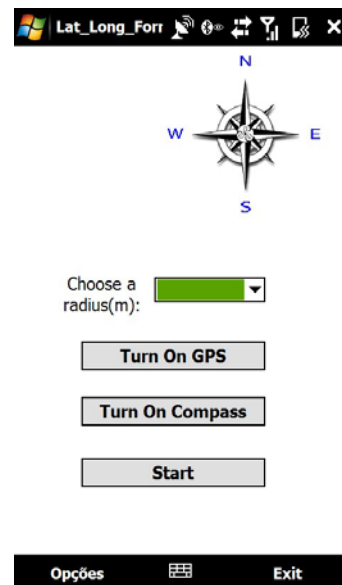 Lat_Long_Forr
N
W
E
S
Choose a
radius(m):
Turn On GPS
Turn On Compass
Start
Opções
Exit